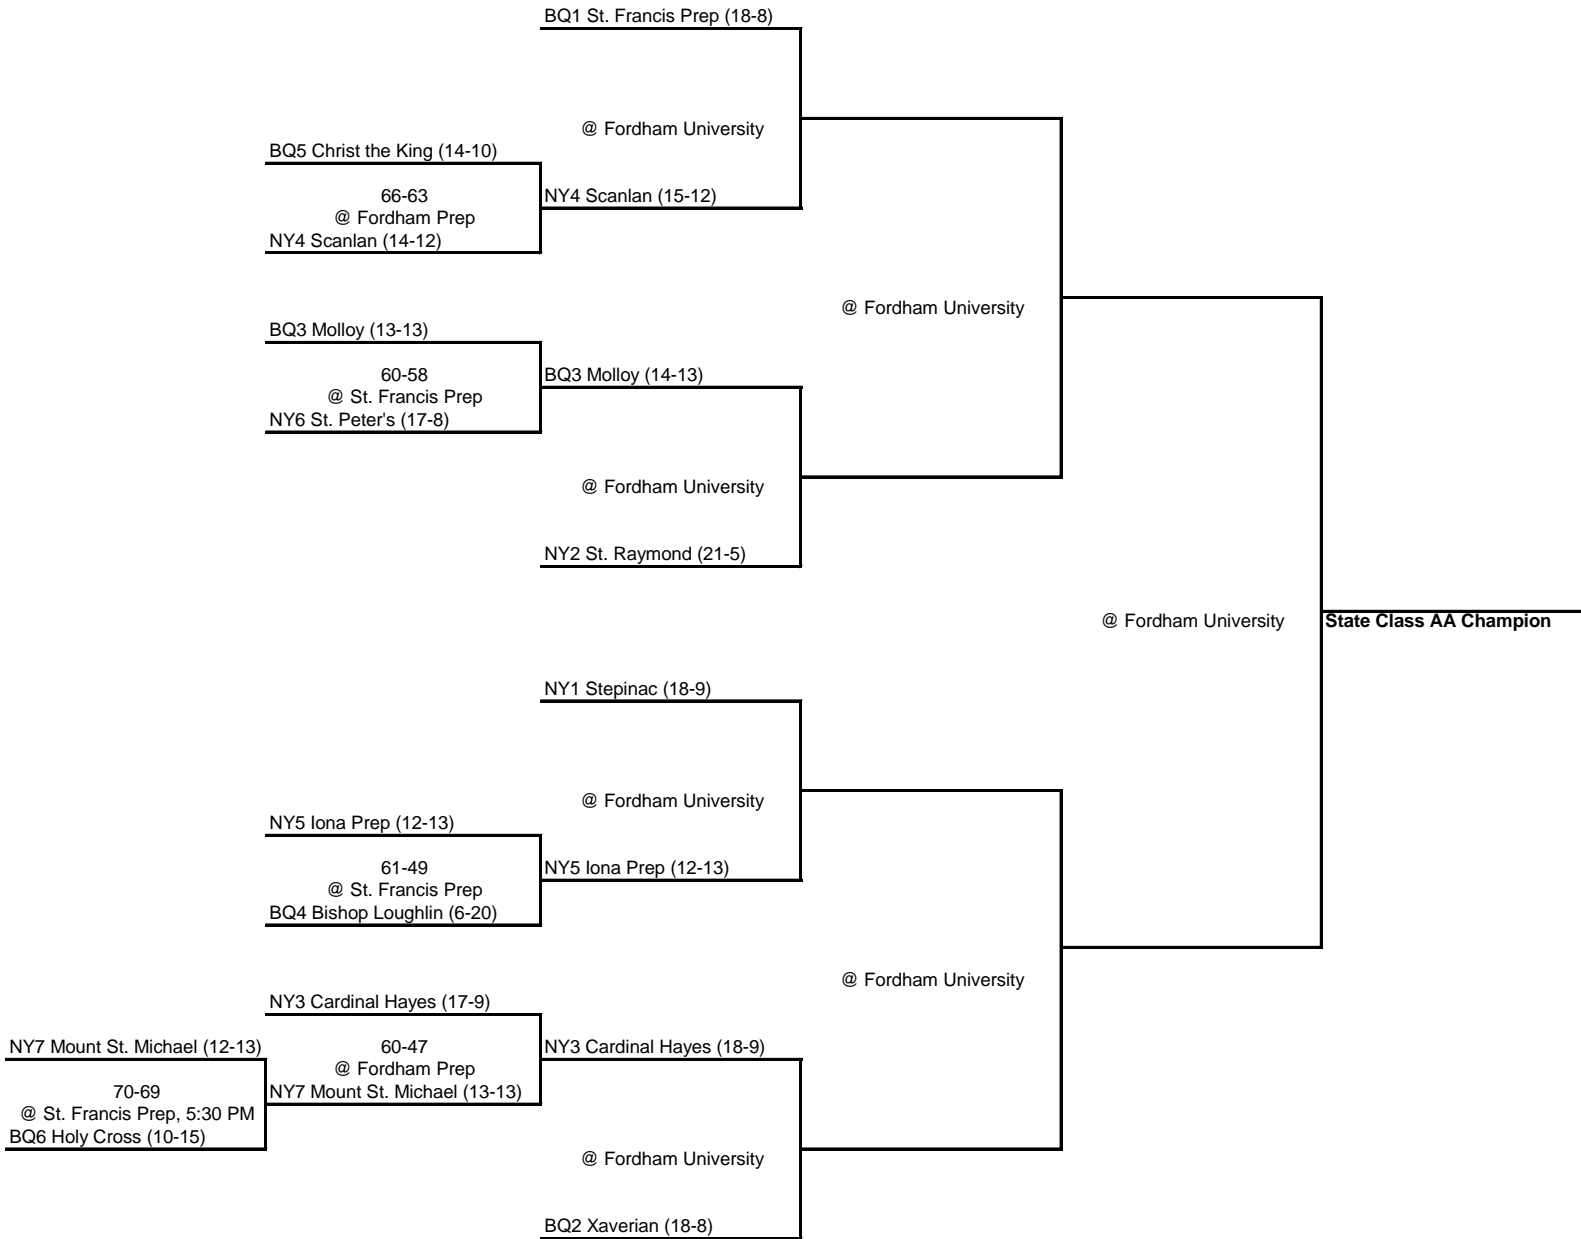 BQ1 St. Francis Prep (18-8)
@ Fordham University
BQ5 Christ the King (14-10)
66-63
@ Fordham Prep
NY4 Scanlan (15-12)
NY4 Scanlan (14-12)
@ Fordham University
BQ3 Molloy (13-13)
60-58
@ St. Francis Prep
BQ3 Molloy (14-13)
NY6 St. Peter's (17-8)
@ Fordham University
NY2 St. Raymond (21-5)
@ Fordham University
State Class AA Champion
NY1 Stepinac (18-9)
@ Fordham University
NY5 Iona Prep (12-13)
61-49
@ St. Francis Prep
NY5 Iona Prep (12-13)
BQ4 Bishop Loughlin (6-20)
@ Fordham University
NY3 Cardinal Hayes (17-9)
NY7 Mount St. Michael (12-13)
60-47
@ Fordham Prep
NY3 Cardinal Hayes (18-9)
70-69
@ St. Francis Prep, 5:30 PM
NY7 Mount St. Michael (13-13)
BQ6 Holy Cross (10-15)
@ Fordham University
BQ2 Xaverian (18-8)